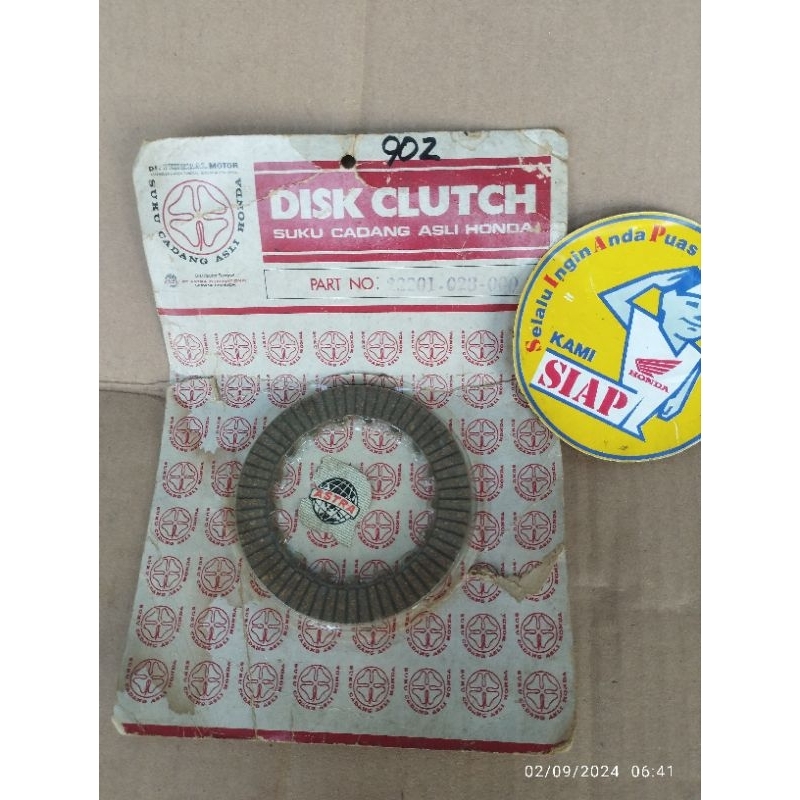 902
MOTOR
SUKU CADANG ASLI HONDA
DISK CLUTCH
SUKU CADANG ASLI HONDA
PART NO:
ASTRA
Selalu Ingin Anda Puas
KAMI
SIAP
HONDA
02/09/2024 06:41